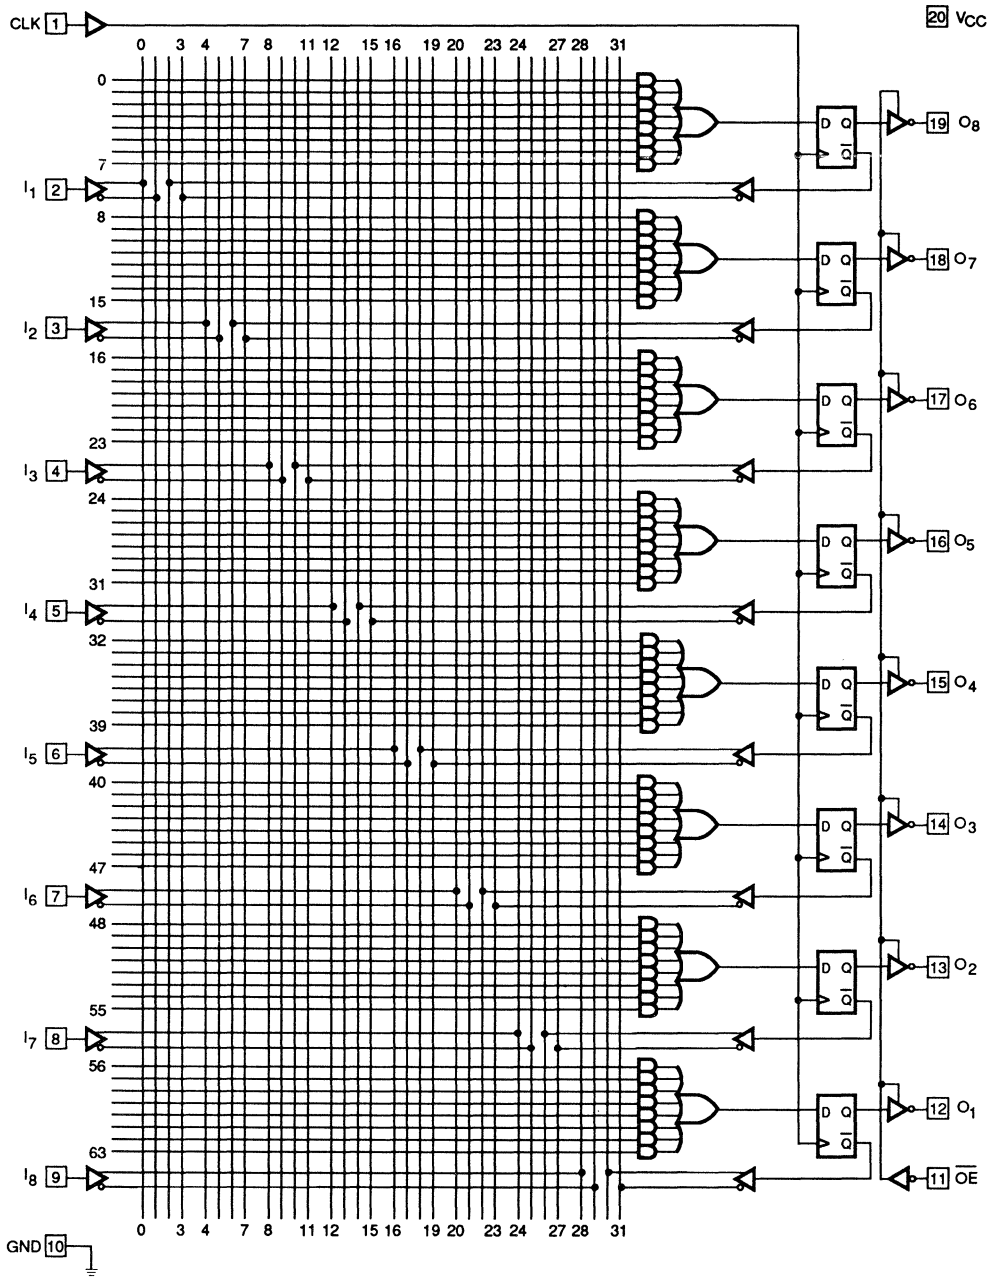 CLK 1
20 VCC
0 3 4 7 8 11 12 15 16 19 20 23 24 27 28 31
0
D Q
19 O8
7
Q̅
I1 2
8
D Q
18 O7
15
Q̅
I2 3
16
D Q
17 O6
23
Q̅
I3 4
24
D Q
16 O5
31
Q̅
I4 5
32
D Q
15 O4
39
Q̅
I5 6
40
D Q
14 O3
47
Q̅
I6 7
48
D Q
13 O2
55
Q̅
I7 8
56
D Q
12 O1
63
Q̅
I8 9
11 O̅E̅
0 3 4 7 8 11 12 15 16 19 20 23 24 27 28 31
GND 10